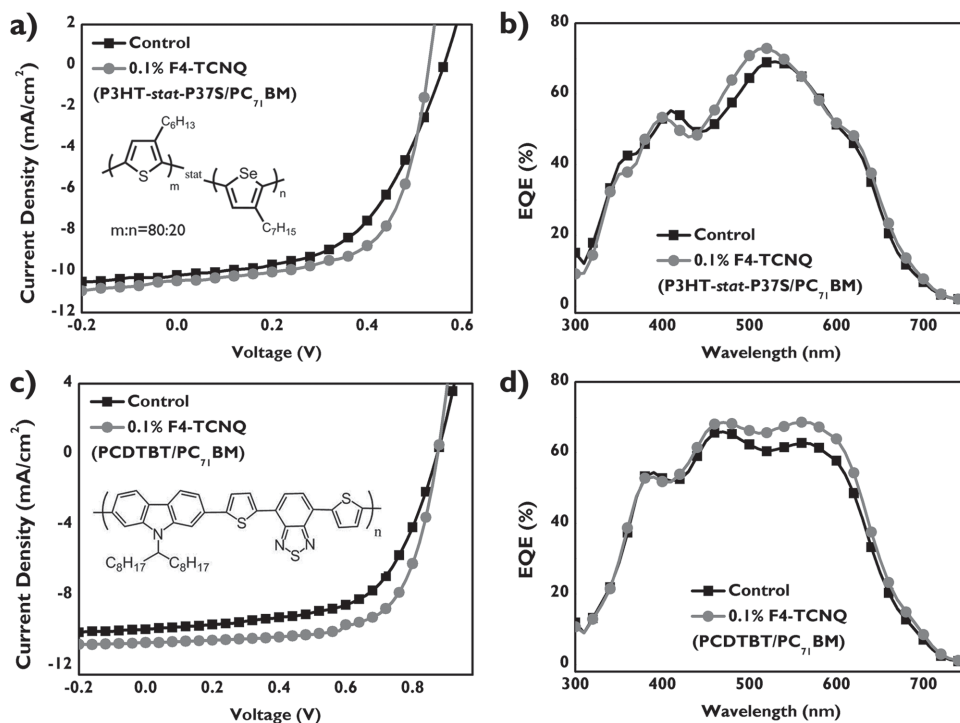 a)
2
0
-2
-4
-6
-8
-10
-12
Current Density (mA/cm²)
Control
0.1% F4-TCNQ
(P3HT-stat-P37S/PC₇₁BM)
C₆H₁₃
S
m
stat
Se
n
C₇H₁₅
m:n=80:20
-0.2
0.0
0.2
0.4
0.6
Voltage (V)
b)
80
60
40
20
0
EQE (%)
Control
0.1% F4-TCNQ
(P3HT-stat-P37S/PC₇₁BM)
300
400
500
600
700
Wavelength (nm)
c)
4
0
-4
-8
-12
Current Density (mA/cm²)
Control
0.1% F4-TCNQ
(PCDTBT/PC₇₁BM)
N
C₈H₁₇
C₈H₁₇
S
N
S
N
S
n
-0.2
0.0
0.2
0.4
0.6
0.8
Voltage (V)
d)
80
60
40
20
0
EQE (%)
Control
0.1% F4-TCNQ
(PCDTBT/PC₇₁BM)
300
400
500
600
700
Wavelength (nm)